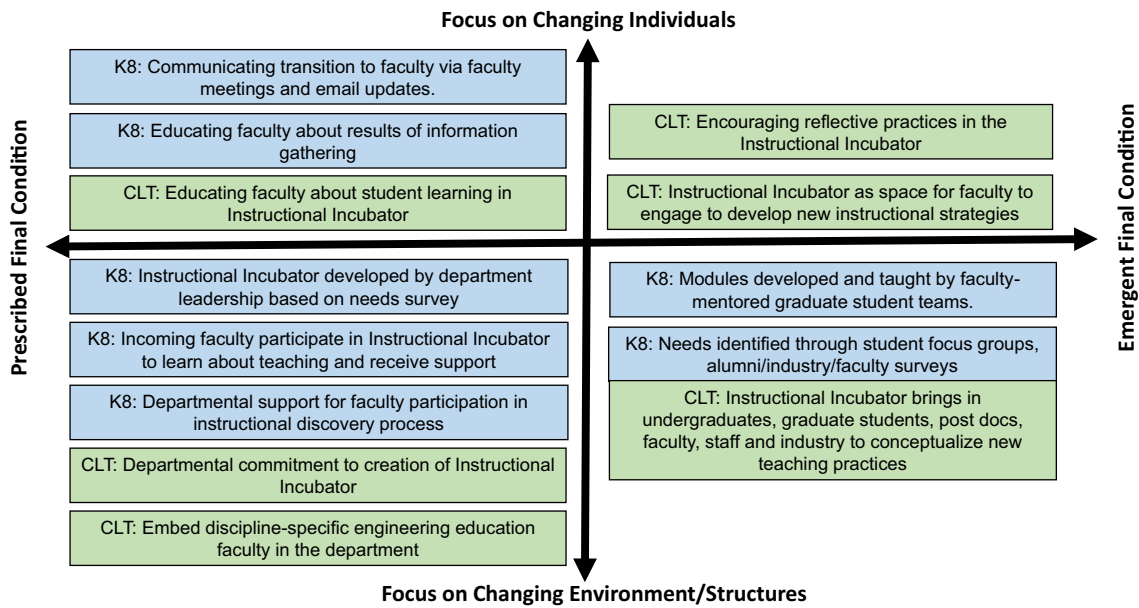 Focus on Changing Individuals
Prescribed Final Condition
K8: Communicating transition to faculty via faculty
meetings and email updates.
K8: Educating faculty about results of information
gathering
CLT: Educating faculty about student learning in
Instructional Incubator
CLT: Encouraging reflective practices in the
Instructional Incubator
CLT: Instructional Incubator as space for faculty to
engage to develop new instructional strategies
Emergent Final Condition
K8: Instructional Incubator developed by department
leadership based on needs survey
K8: Incoming faculty participate in Instructional Incubator
to learn about teaching and receive support
K8: Departmental support for faculty participation in
instructional discovery process
CLT: Departmental commitment to creation of Instructional
Incubator
CLT: Embed discipline-specific engineering education
faculty in the department
K8: Modules developed and taught by faculty-
mentored graduate student teams.
K8: Needs identified through student focus groups,
alumni/industry/faculty surveys
CLT: Instructional Incubator brings in
undergraduates, graduate students, post docs,
faculty, staff and industry to conceptualize new
teaching practices
Focus on Changing Environment/Structures